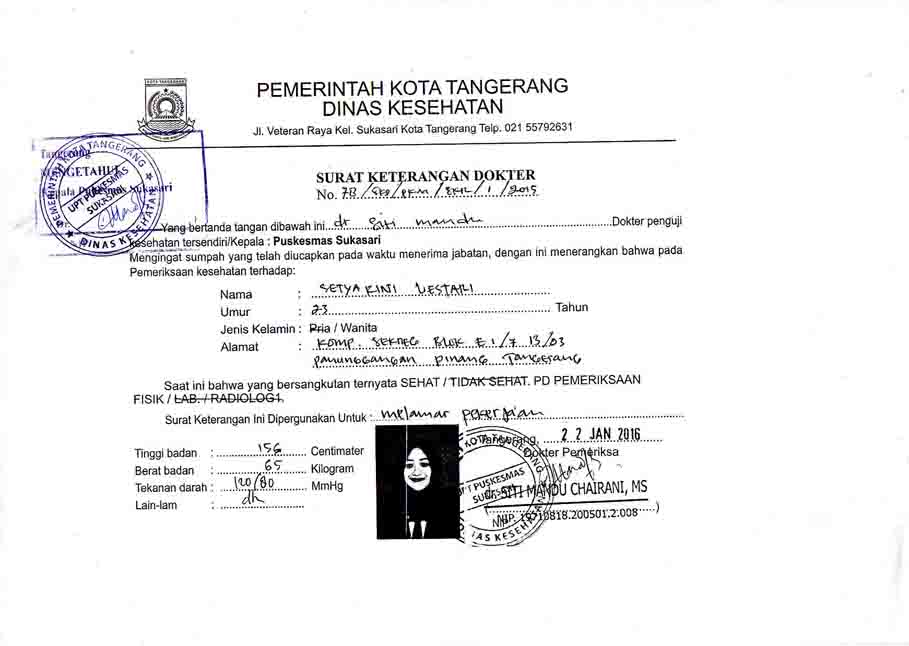 PEMERINTAH KOTA TANGERANG
DINAS KESEHATAN
Jl. Veteran Raya Kel. Sukasari Kota Tangerang Telp. 021 55792631
KOTA TANGERANG
Tangerang
MENGETAHUI
Kepala Puskesmas Sukasari
PEMERINTAH KOTA TANGERANG
UPT PUSKESMAS
SUKASARI
DINAS KESEHATAN
SURAT KETERANGAN DOKTER
No. 78/SKD/PKM/SKR/1/2015
Yang bertanda tangan dibawah ini dr siti mandu Dokter penguji
kesehatan tersendiri/Kepala : Puskesmas Sukasari
Mengingat sumpah yang telah diucapkan pada waktu menerima jabatan, dengan ini menerangkan bahwa pada
Pemeriksaan kesehatan terhadap:
Nama : SETYARINI LESTARI
Umur : 23 Tahun
Jenis Kelamin : Pria / Wanita
Alamat : KOMP. SEKNEG BLOK E1/7 13/03
PANUNGGANGAN PINANG TANGERANG
Saat ini bahwa yang bersangkutan ternyata SEHAT / TIDAK SEHAT. PD PEMERIKSAAN
FISIK / LAB. / RADIOLOG1.
Surat Keterangan Ini Dipergunakan Untuk : melamar pekerjaan
Tangerang, 22 JAN 2016
Dokter Pemeriksa
Tinggi badan : 156 Centimater
Berat badan : 65 Kilogram
Tekanan darah : 120/80 MmHg
Lain-lam :
KOTA TANGERANG
UPT PUSKESMAS
SUKASARI
DINAS KESEHATAN
dr. SITI MANDU CHAIRANI, MS
NIP. 19710818.200501.2.008